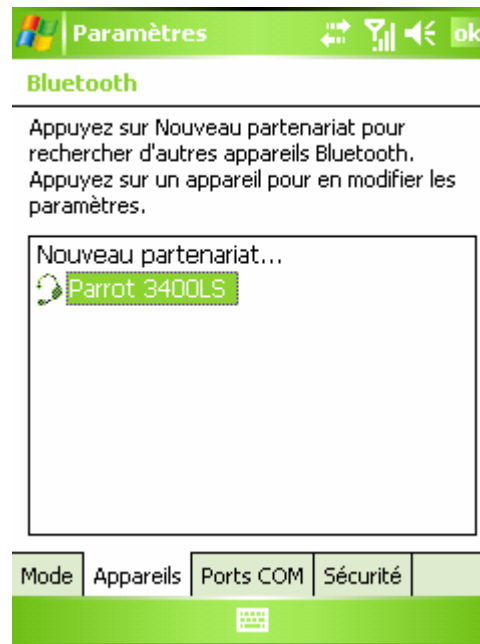 Paramètres ok
Bluetooth
Appuyez sur Nouveau partenariat pour
rechercher d'autres appareils Bluetooth.
Appuyez sur un appareil pour en modifier les
paramètres.
Nouveau partenariat...
Parrot 3400LS
Mode Appareils Ports COM Sécurité